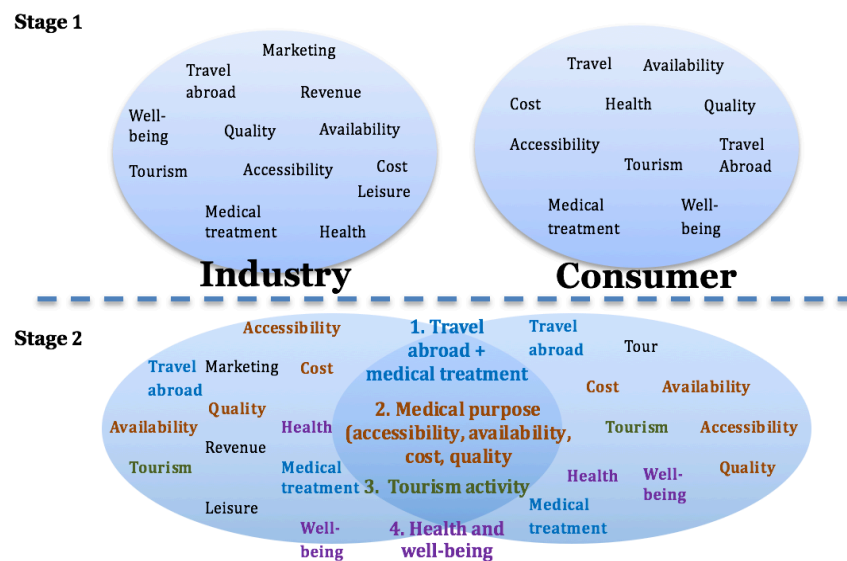 Stage 1
Marketing
Travel
abroad
Revenue
Well-
being
Quality
Availability
Tourism
Accessibility
Cost
Leisure
Medical
treatment
Health
Industry
Travel
Availability
Cost
Health
Quality
Accessibility
Travel
Abroad
Tourism
Medical
treatment
Well-
being
Consumer
Stage 2
Accessibility
Travel
abroad
Marketing
Cost
Quality
Availability
Health
Revenue
Tourism
Medical
treatment
Leisure
Well-
being
1. Travel
abroad +
medical treatment
2. Medical purpose
(accessibility, availability,
cost, quality
3. Tourism activity
4. Health and
well-being
Travel
abroad
Tour
Cost
Availability
Tourism
Accessibility
Health
Well-
being
Quality
Medical
treatment